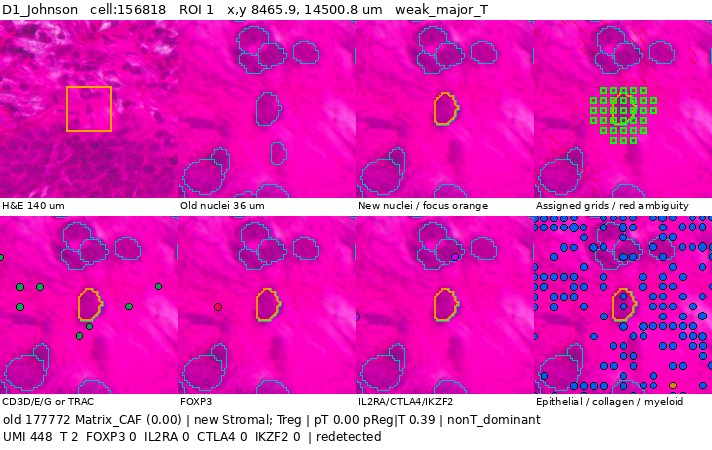 D1_Johnson cell:156818 ROI 1 x,y 8465.9, 14500.8 um weak_major_T
H&E 140 um
Old nuclei 36 um
New nuclei / focus orange
Assigned grids / red ambiguity
CD3D/E/G or TRAC
FOXP3
IL2RA/CTLA4/IKZF2
Epithelial / collagen / myeloid
old 177772 Matrix_CAF (0.00) | new Stromal; Treg | pT 0.00 pReg|T 0.39 | nonT_dominant
UMI 448 T 2 FOXP3 0 IL2RA 0 CTLA4 0 IKZF2 0 | redetected